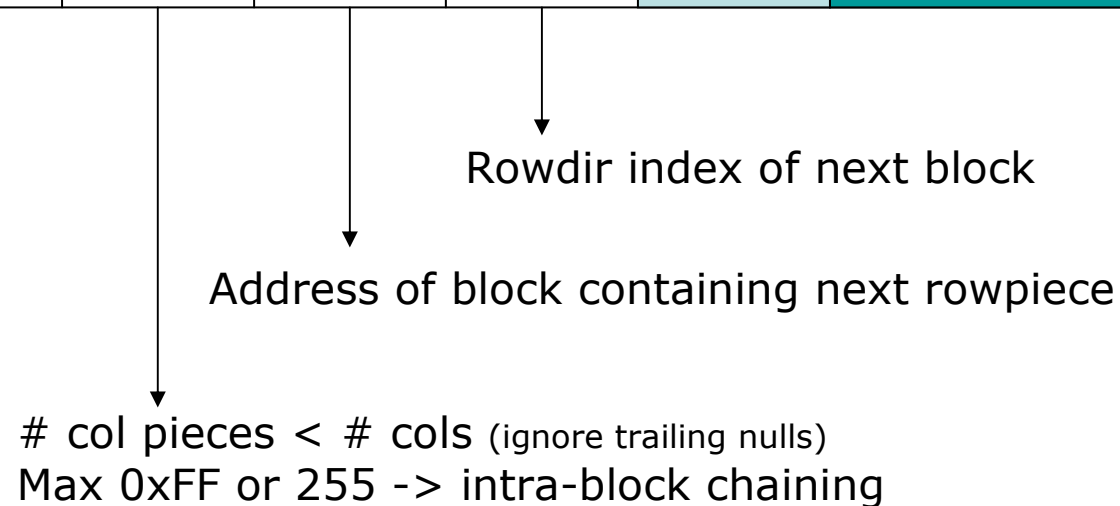 Rowdir index of next block
Address of block containing next rowpiece
# col pieces < # cols (ignore trailing nulls)
Max 0xFF or 255 -> intra-block chaining